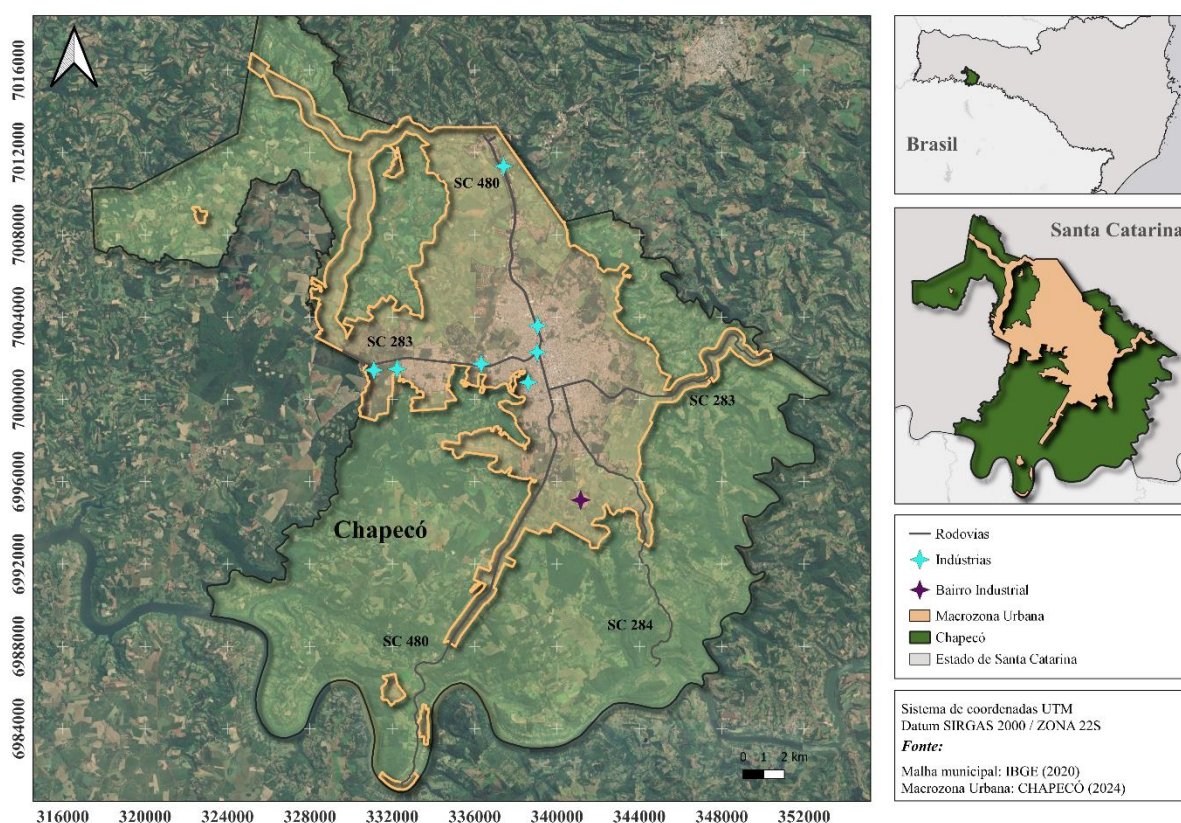 7016000
7012000
7008000
7004000
7000000
6996000
6992000
6988000
6984000
316000 320000 324000 328000 332000 336000 340000 344000 348000 352000
SC 480
SC 283
SC 283
Chapecó
SC 284
SC 480
0 1 2 km
Brasil
Santa Catarina
Rodovias
Indústrias
Bairro Industrial
Macrozona Urbana
Chapecó
Estado de Santa Catarina
Sistema de coordenadas UTM
Datum SIRGAS 2000 / ZONA 22S
Fonte:
Malha municipal: IBGE (2020)
Macrozona Urbana: CHAPECÓ (2024)